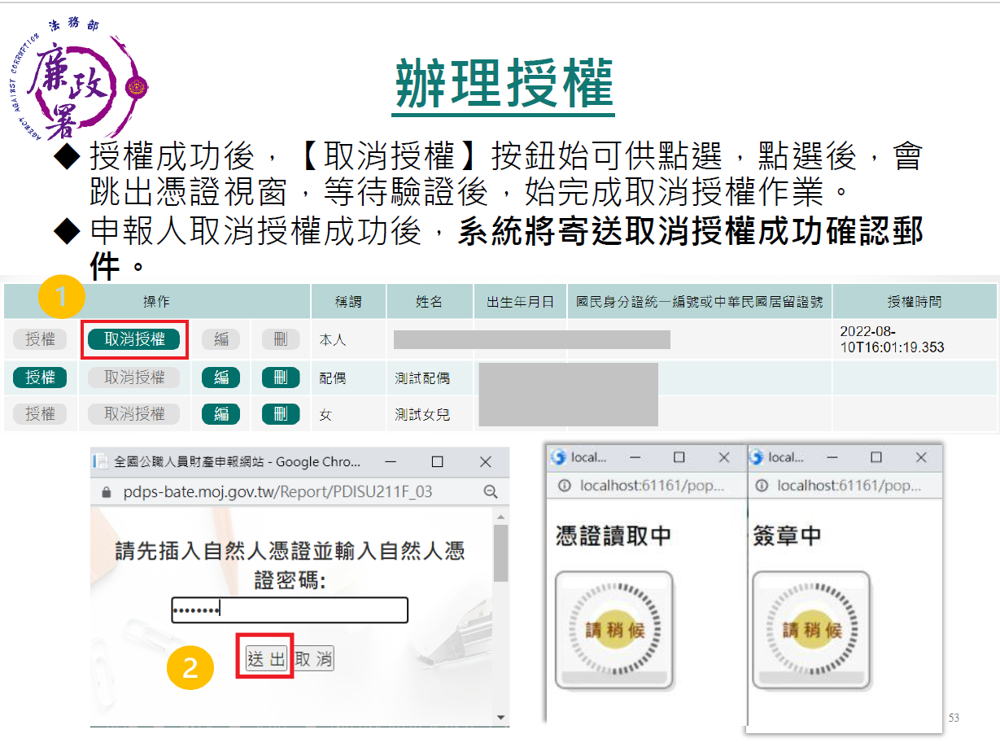 法務部
AGENCY AGAINST CORRUPTION
廉政署
辦理授權
◆ 授權成功後，【取消授權】按鈕始可供點選，點選後，會
跳出憑證視窗，等待驗證後，始完成取消授權作業。
◆ 申報人取消授權成功後，系統將寄送取消授權成功確認郵
件。
1
操作 稱謂 姓名 出生年月日 國民身分證統一編號或中華民國居留證號 授權時間
授權 取消授權 編 刪 本人 2022-08-
10T16:01:19.353
授權 取消授權 編 刪 配偶 測試配偶
授權 取消授權 編 刪 女 測試女兒
全國公職人員財產申報網站 - Google Chro...
pdps-bate.moj.gov.tw/Report/PDISU211F_03
請先插入自然人憑證並輸入自然人憑
證密碼:
••••••••
2
送出 取消
local...
localhost:61161/pop...
憑證讀取中
請稍候
local...
localhost:61161/pop...
簽章中
請稍候
53